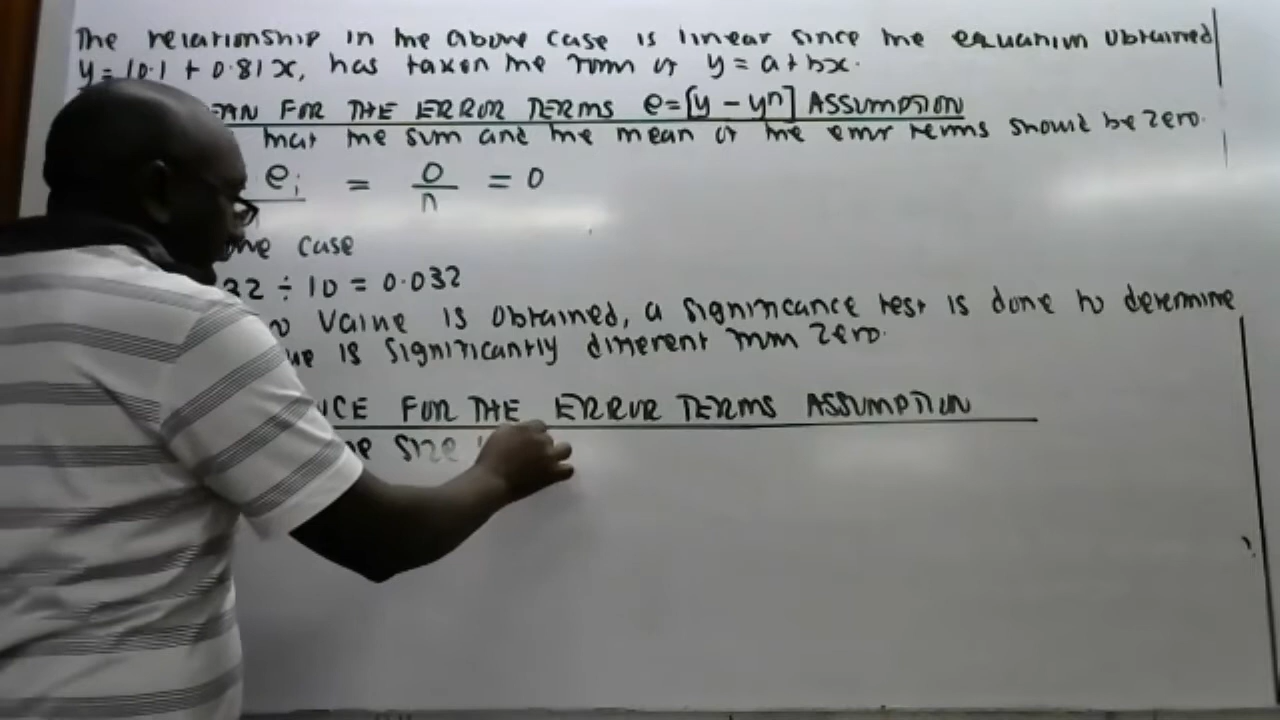 The relationship in the above case is linear since the equation obtained
y = 10.1 + 0.81x, has taken the form of y = a + bx.
FOR THE ERROR TERMS e = [y - yn] ASSUMPTION
that the sum and the mean of the error terms should be zero.
ei = 0/n = 0
case
32 ÷ 10 = 0.032
value is obtained, a significance test is done to determine
is significantly different from zero.
FOR THE ERROR TERMS ASSUMPTION
size